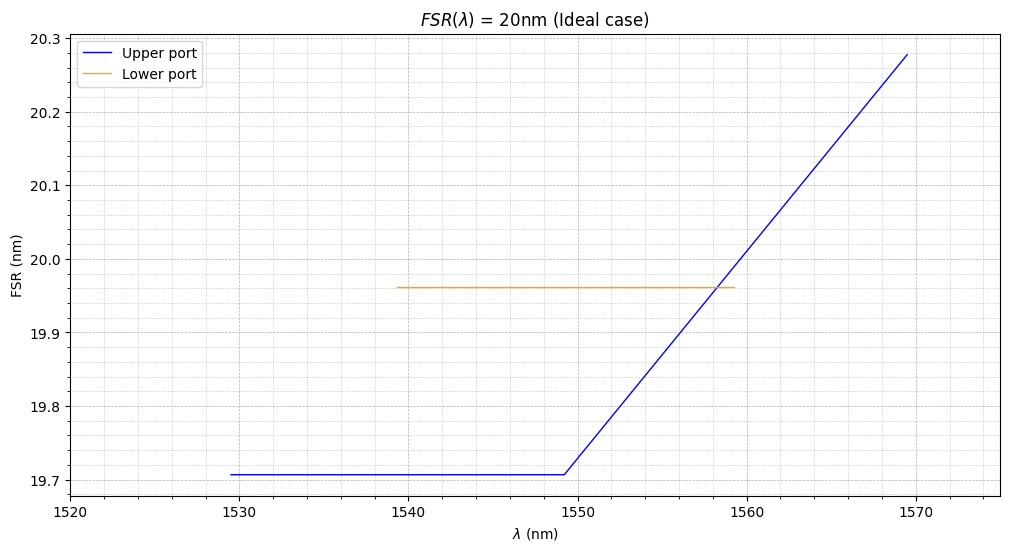 FSR(λ) = 20nm (Ideal case)
Upper port
Lower port
FSR (nm)
20.3
20.2
20.1
20.0
19.9
19.8
19.7
1520 1530 1540 1550 1560 1570
λ (nm)